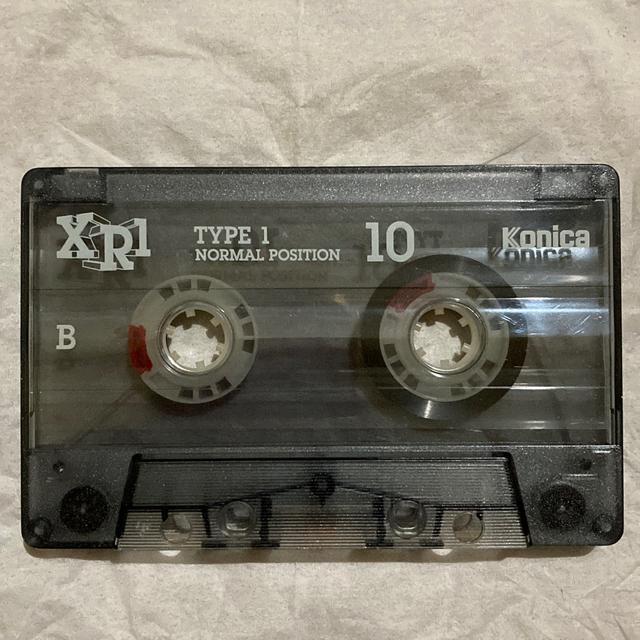 XR1
TYPE 1
NORMAL POSITION
10
Konica
B